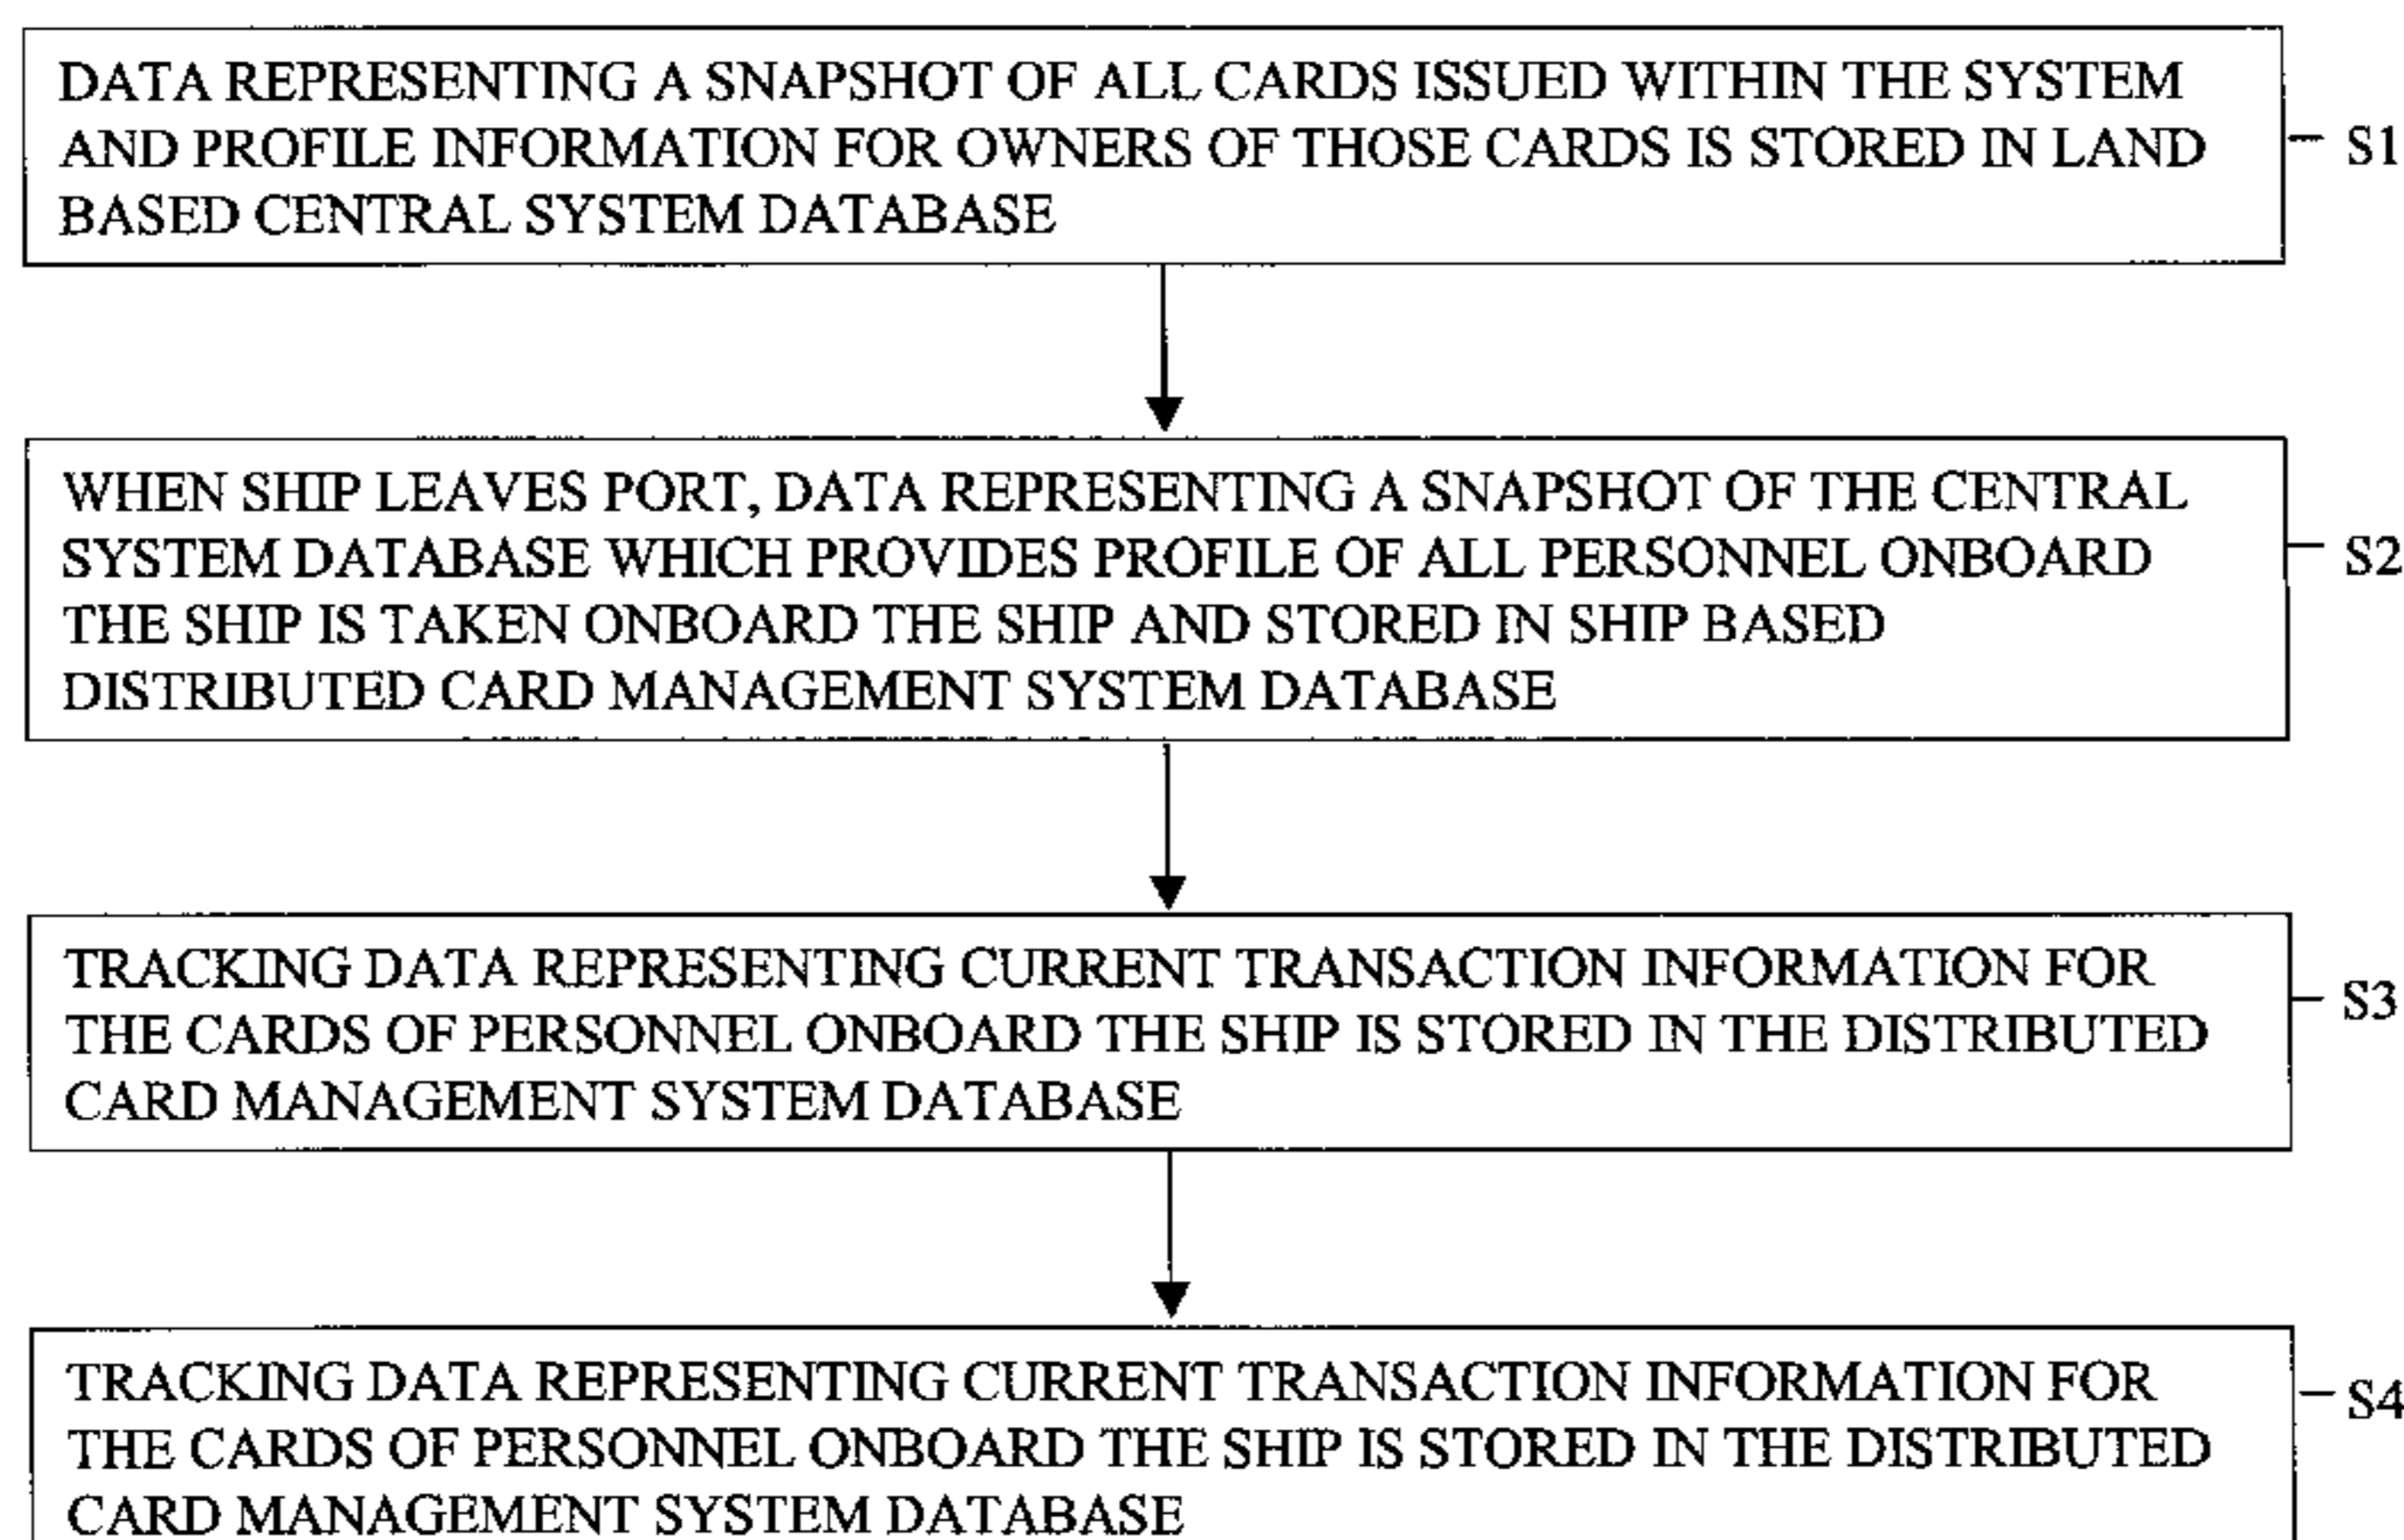 DATA REPRESENTING A SNAPSHOT OF ALL CARDS ISSUED WITHIN THE SYSTEM
AND PROFILE INFORMATION FOR OWNERS OF THOSE CARDS IS STORED IN LAND
BASED CENTRAL SYSTEM DATABASE
S1
WHEN SHIP LEAVES PORT, DATA REPRESENTING A SNAPSHOT OF THE CENTRAL
SYSTEM DATABASE WHICH PROVIDES PROFILE OF ALL PERSONNEL ONBOARD
THE SHIP IS TAKEN ONBOARD THE SHIP AND STORED IN SHIP BASED
DISTRIBUTED CARD MANAGEMENT SYSTEM DATABASE
S2
TRACKING DATA REPRESENTING CURRENT TRANSACTION INFORMATION FOR
THE CARDS OF PERSONNEL ONBOARD THE SHIP IS STORED IN THE DISTRIBUTED
CARD MANAGEMENT SYSTEM DATABASE
S3
TRACKING DATA REPRESENTING CURRENT TRANSACTION INFORMATION FOR
THE CARDS OF PERSONNEL ONBOARD THE SHIP IS STORED IN THE DISTRIBUTED
CARD MANAGEMENT SYSTEM DATABASE
S4